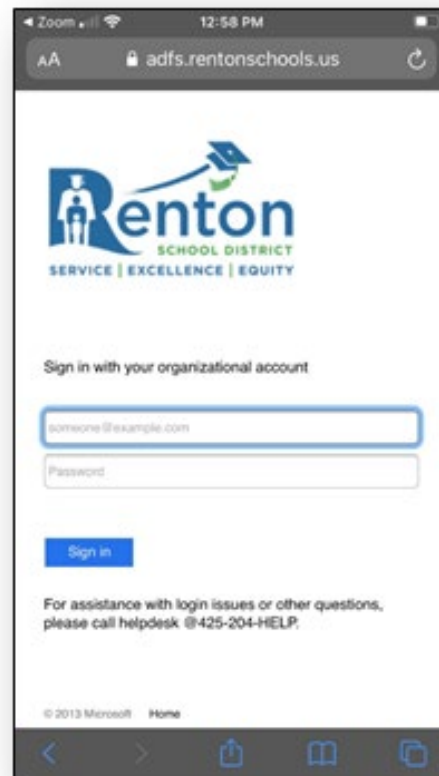 Zoom 12:58 PM
AA adfs.rentonschools.us
Renton
SCHOOL DISTRICT
SERVICE | EXCELLENCE | EQUITY
Sign in with your organizational account
someone@example.com
Password
Sign in
For assistance with login issues or other questions,
please call helpdesk @425-204-HELP.
© 2013 Microsoft Home